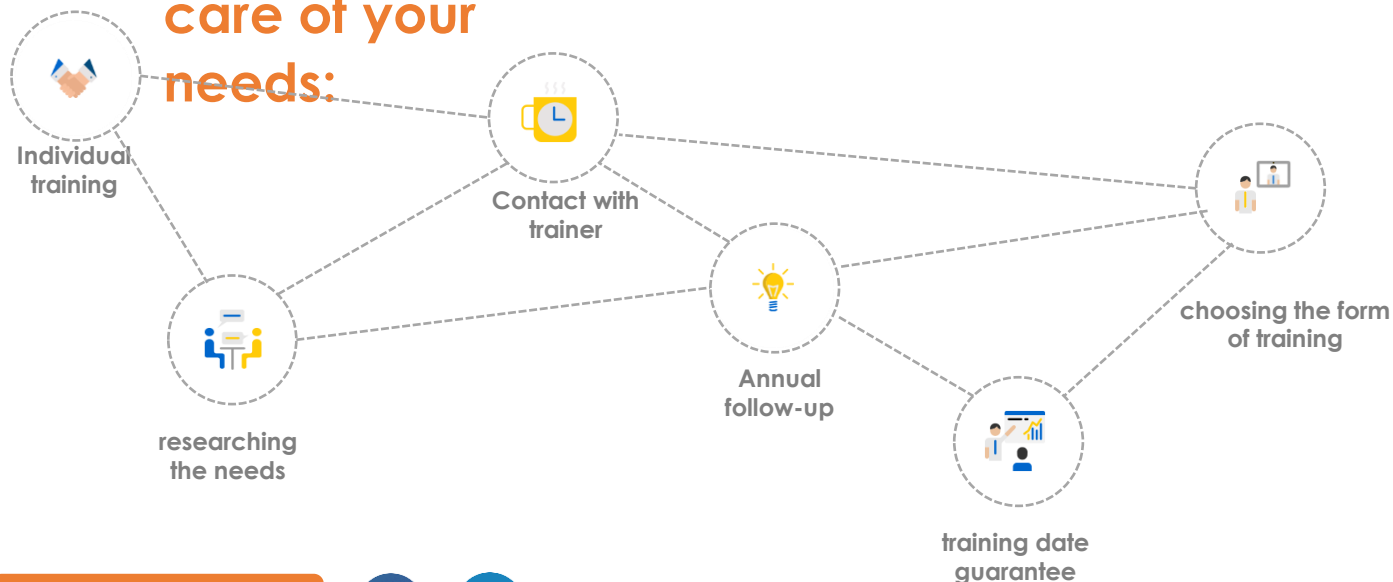 care of your
needs:
Individual
training
Contact with
trainer
choosing the form
of training
Annual
follow-up
researching
the needs
training date
guarantee